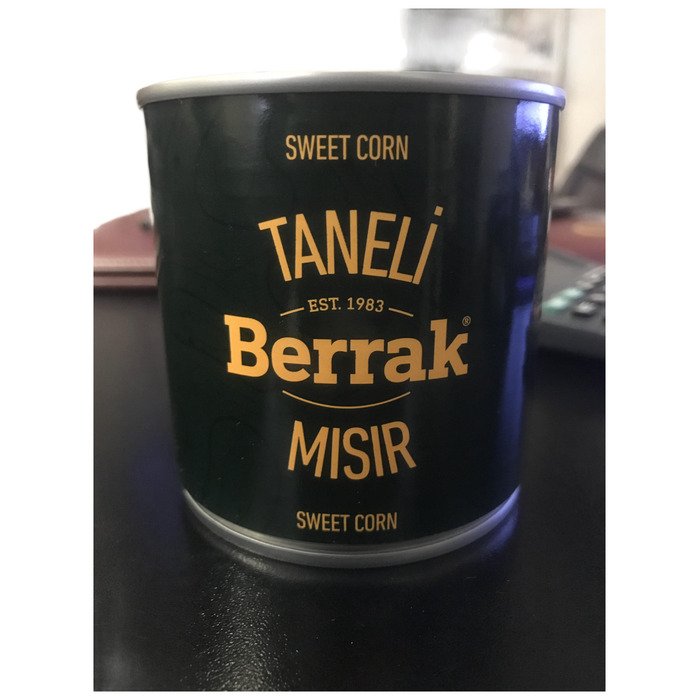 SWEET CORN
TANELİ
EST. 1983
Berrak®
MISIR
SWEET CORN